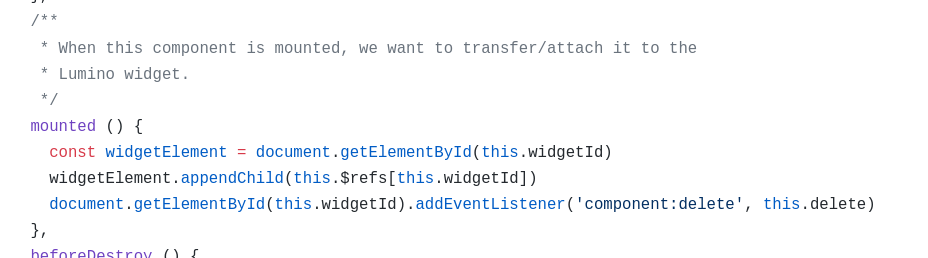 },
/**
 * When this component is mounted, we want to transfer/attach it to the
 * Lumino widget.
 */
mounted () {
  const widgetElement = document.getElementById(this.widgetId)
  widgetElement.appendChild(this.$refs[this.widgetId])
  document.getElementById(this.widgetId).addEventListener('component:delete', this.delete)
},
beforeDestroy () {